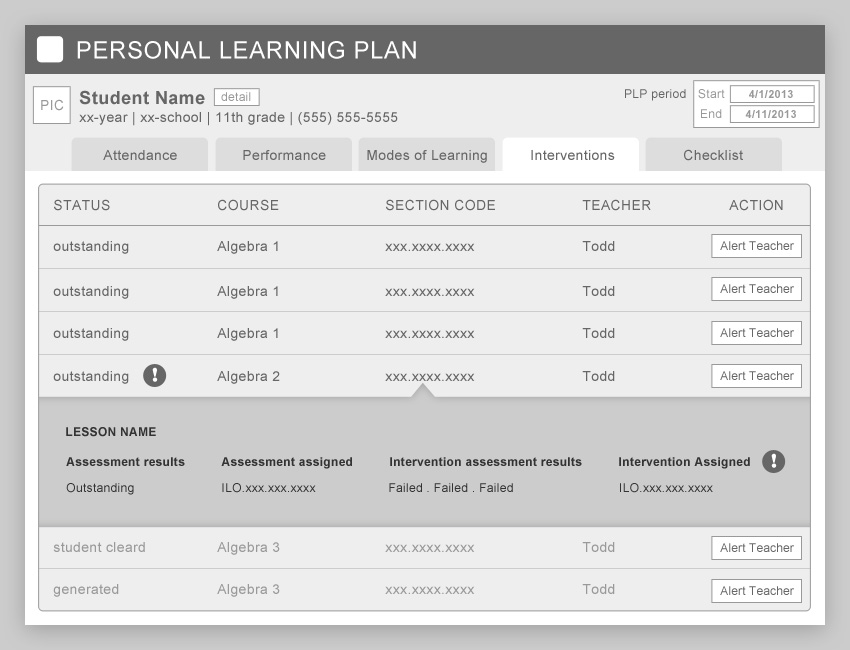 PERSONAL LEARNING PLAN
PIC
Student Name detail
xx-year | xx-school | 11th grade | (555) 555-5555
PLP period Start 4/1/2013
End 4/11/2013
Attendance Performance Modes of Learning Interventions Checklist
STATUS COURSE SECTION CODE TEACHER ACTION
outstanding Algebra 1 xxx.xxxx.xxxx Todd Alert Teacher
outstanding Algebra 1 xxx.xxxx.xxxx Todd Alert Teacher
outstanding Algebra 1 xxx.xxxx.xxxx Todd Alert Teacher
outstanding ! Algebra 2 xxx.xxxx.xxxx Todd Alert Teacher
LESSON NAME
Assessment results Assessment assigned Intervention assessment results Intervention Assigned !
Outstanding ILO.xxx.xxx.xxxx Failed . Failed . Failed ILO.xxx.xxx.xxxx
student cleard Algebra 3 xxx.xxxx.xxxx Todd Alert Teacher
generated Algebra 3 xxx.xxxx.xxxx Todd Alert Teacher